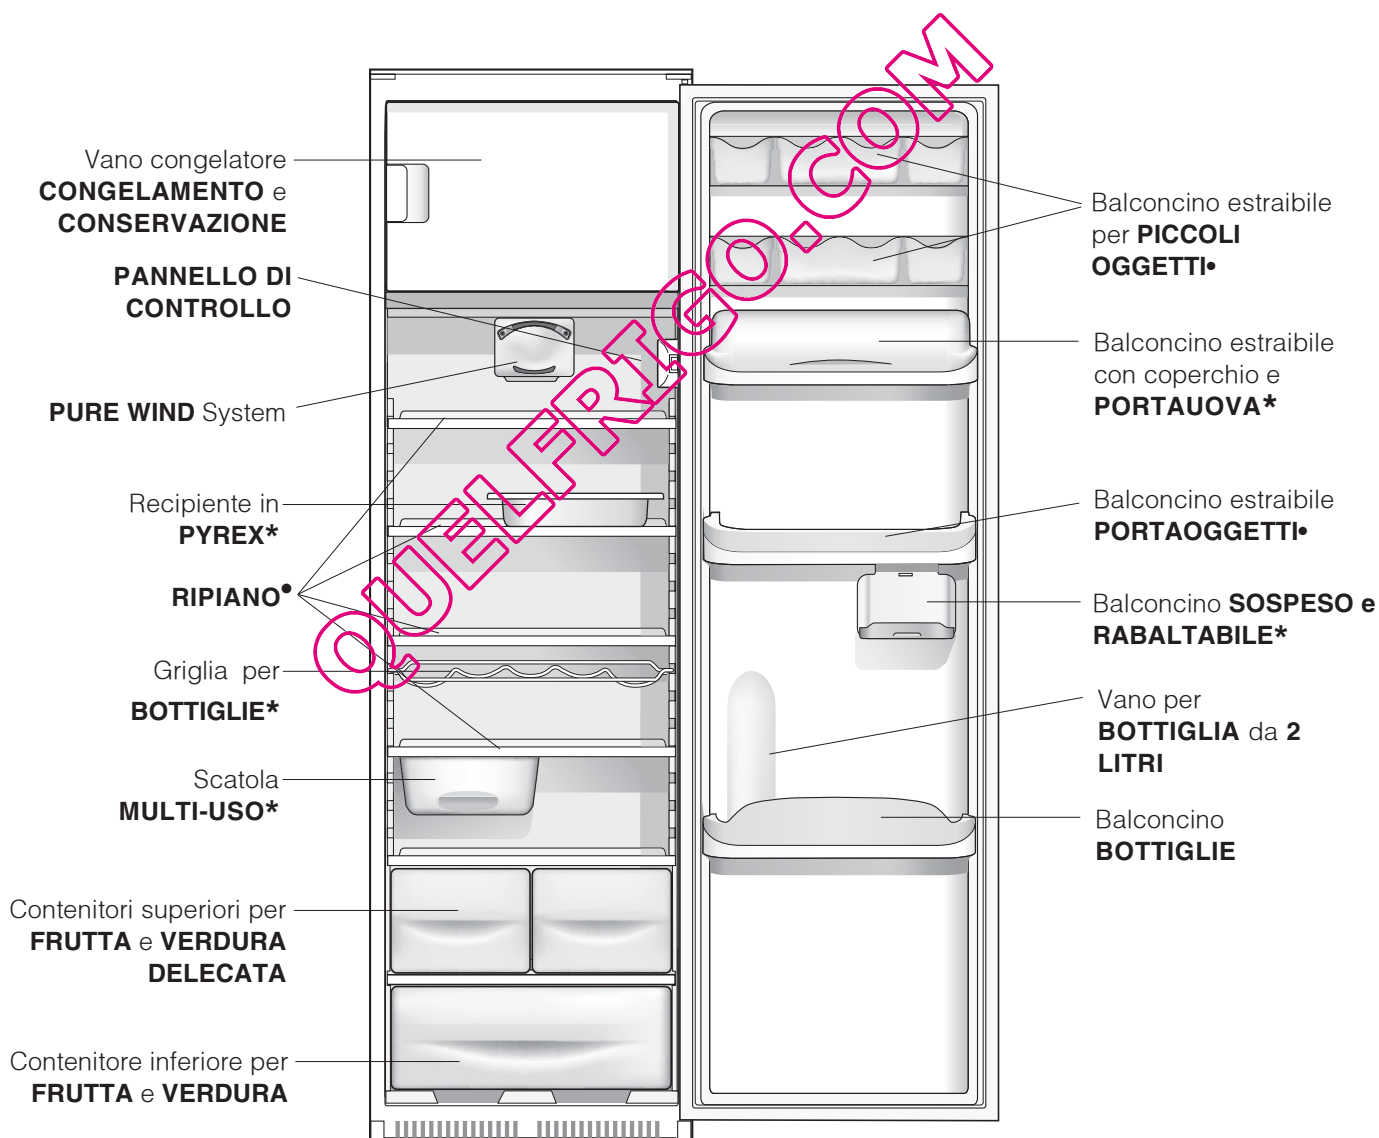 Vano congelatore
CONGELAMENTO e
CONSERVAZIONE
PANNELLO DI
CONTROLLO
PURE WIND System
Recipiente in
PYREX*
RIPIANO•
Griglia per
BOTTIGLIE*
Scatola
MULTI-USO*
Contenitori superiori per
FRUTTA e VERDURA
DELECATA
Contenitore inferiore per
FRUTTA e VERDURA
Balconcino estraibile
per PICCOLI
OGGETTI•
Balconcino estraibile
con coperchio e
PORTAUOVA*
Balconcino estraibile
PORTAOGGETTI•
Balconcino SOSPESO e
RABALTABILE*
Vano per
BOTTIGLIA da 2
LITRI
Balconcino
BOTTIGLIE
QUELFRIGO.COM